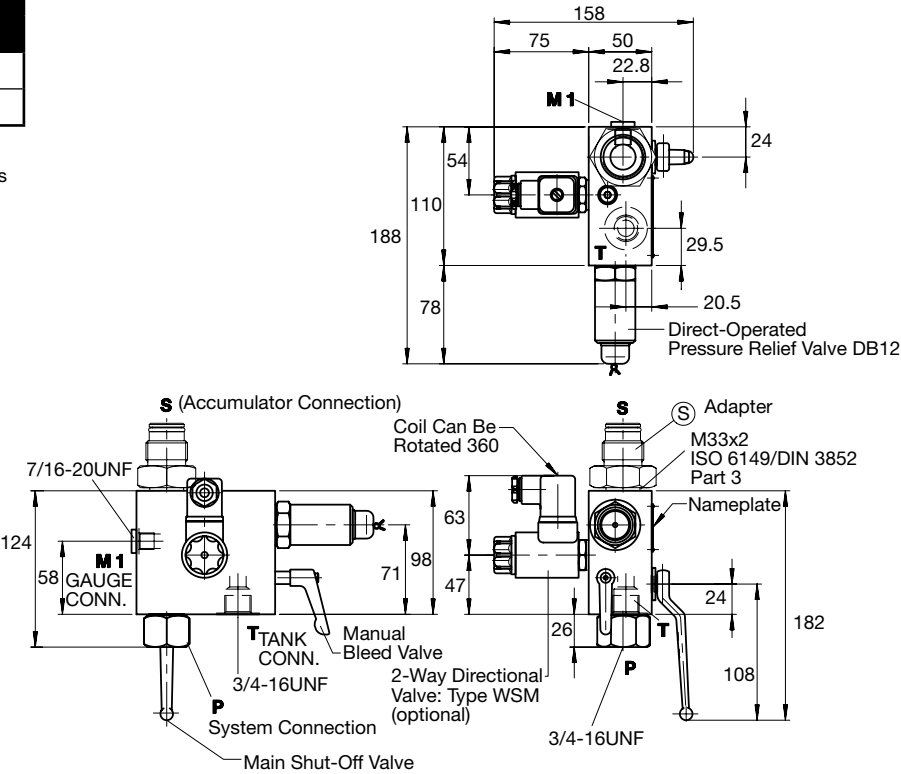 158
75
50
22.8
M 1
24
54
110
188
29.5
T
78
20.5
Direct-Operated
Pressure Relief Valve DB12
s
S (Accumulator Connection)
7/16-20UNF
124
M 1
58
GAUGE
CONN.
71
98
T TANK
CONN.
Manual
Bleed Valve
3/4-16UNF
P
System Connection
Main Shut-Off Valve
Coil Can Be
Rotated 360
S
S Adapter
M33x2
ISO 6149/DIN 3852
Part 3
Nameplate
63
47
26
24
182
T
108
P
2-Way Directional
Valve: Type WSM
(optional)
3/4-16UNF